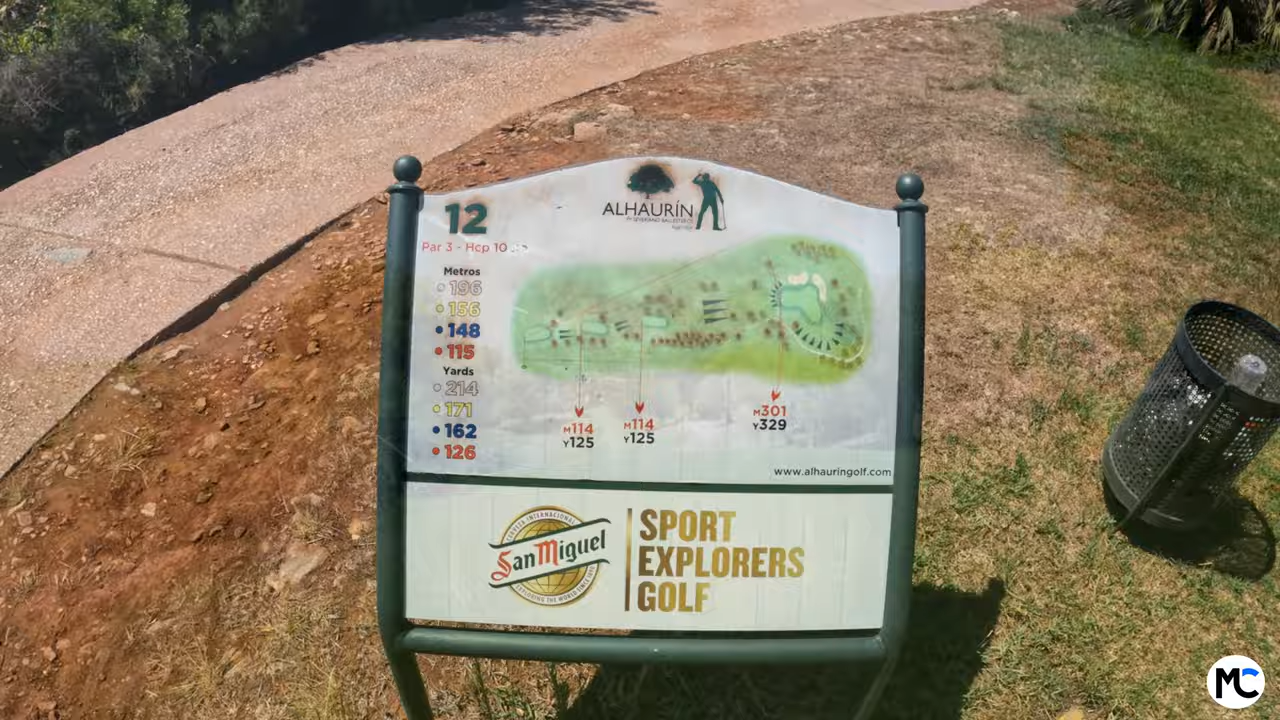 12
ALHAURÍN
Par 3 - Hcp 10
Metros
196
156
148
115
Yards
214
171
162
126
M114
Y125
M114
Y125
M301
Y329
www.alhauringolf.com
CERVEZA INTERNACIONAL
San Miguel
EXPLORING THE WORLD SINCE
SPORT
EXPLORERS
GOLF
MC